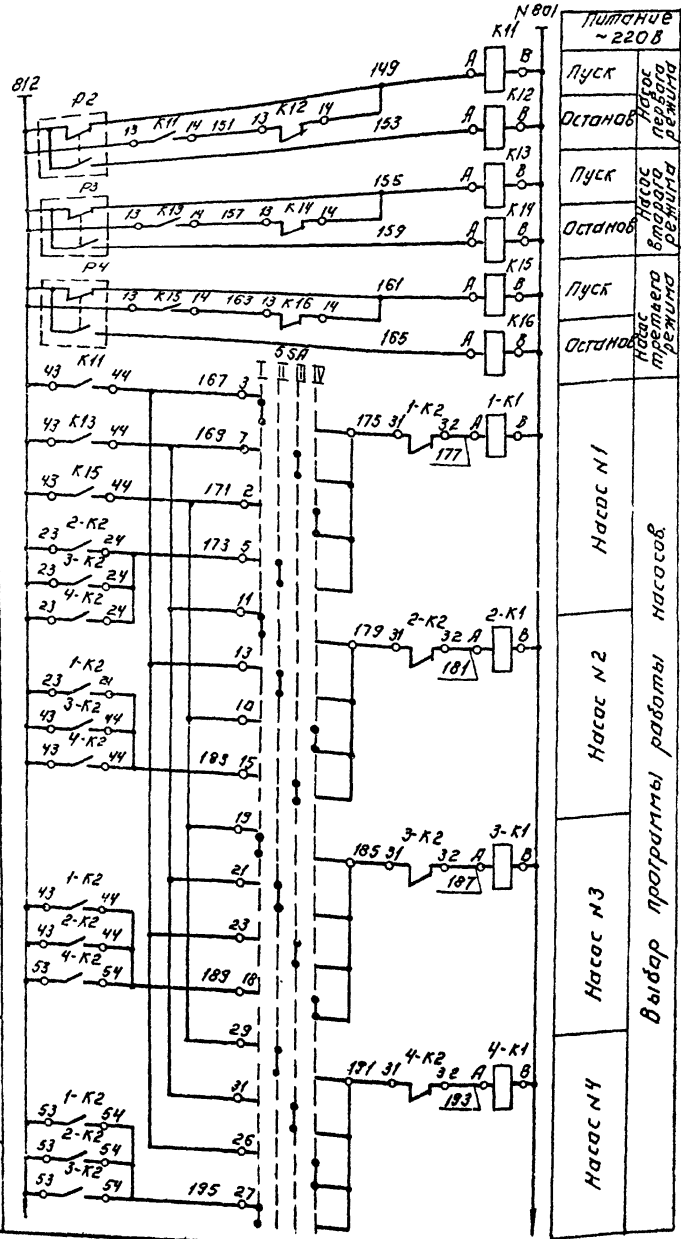 N 801
Питание
~220 В
812
Р2
149
А
К11
В
Пуск
Насос первого режима
13 К11 14 151 13 К12 14
153
А
К12
В
Останов
Р3
155
А
К13
В
Пуск
Насос второго режима
13 К13 14 157 13 К14 14
159
А
К14
В
Останов
Р4
161
А
К15
В
Пуск
Насос третьего режима
13 К15 14 163 13 К16 14
165
А
К16
В
Останов
I II III IV
43 К11 44 167 3
175 31 1-К2 32 А 1-К1 В
177
43 К13 44 169 7
43 К15 44 171 2
23 2-К2 24 173 5
23 3-К2 24
23 4-К2 24
Насос N1
11
13
10
179 31 2-К2 32 А 2-К1 В
181
23 1-К2 24
43 3-К2 44
43 4-К2 44 183 15
Насос N2
19
21
23
185 31 3-К2 32 А 3-К1 В
187
43 1-К2 44
43 2-К2 44
53 4-К2 54 189 18
Насос N3
29
31
26
191 31 4-К2 32 А 4-К1 В
193
53 1-К2 54
53 2-К2 54
53 3-К2 54 195 27
Насос N4
Выбор программы работы насосов.